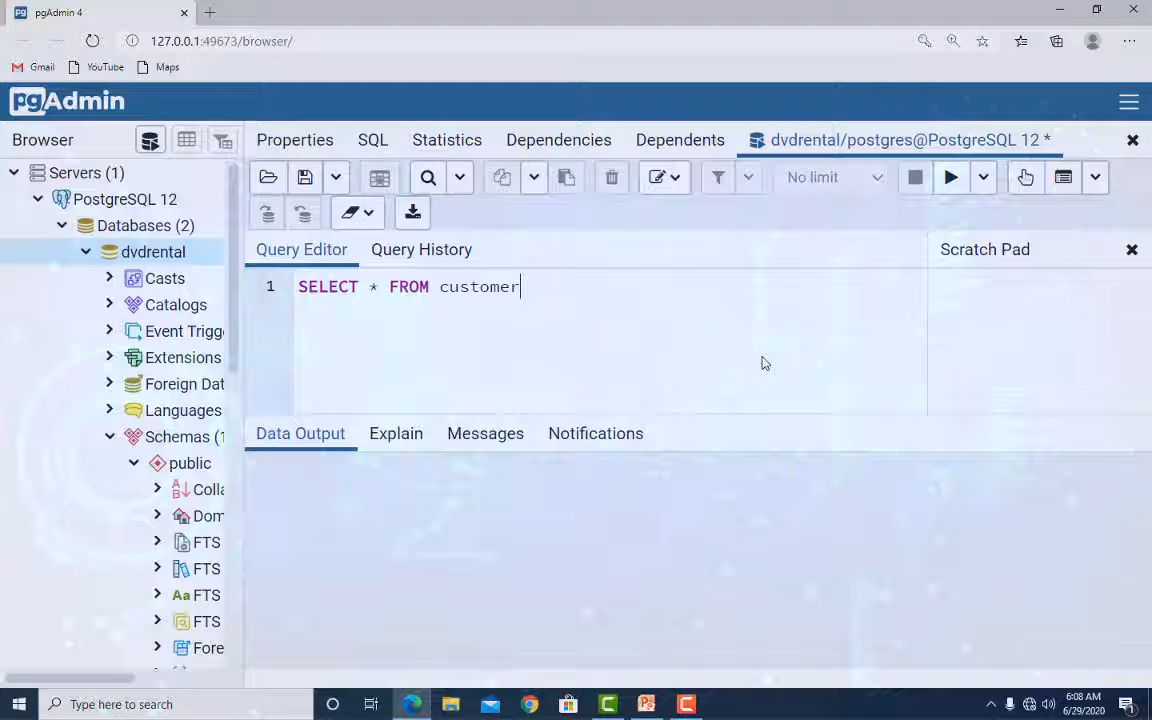 pgAdmin 4
127.0.0.1:49673/browser/
Gmail YouTube Maps
pgAdmin
Browser
Properties SQL Statistics Dependencies Dependents dvdrental/postgres@PostgreSQL 12 *
Servers (1)
PostgreSQL 12
Databases (2)
dvdrental
Casts
Catalogs
Event Trigg
Extensions
Foreign Dat
Languages
Schemas (1
public
Colla
Dom
FTS
FTS
FTS
FTS
Fore
No limit
Query Editor Query History
Scratch Pad
1 SELECT * FROM customer
Data Output Explain Messages Notifications
Type here to search
6:08 AM
6/29/2020